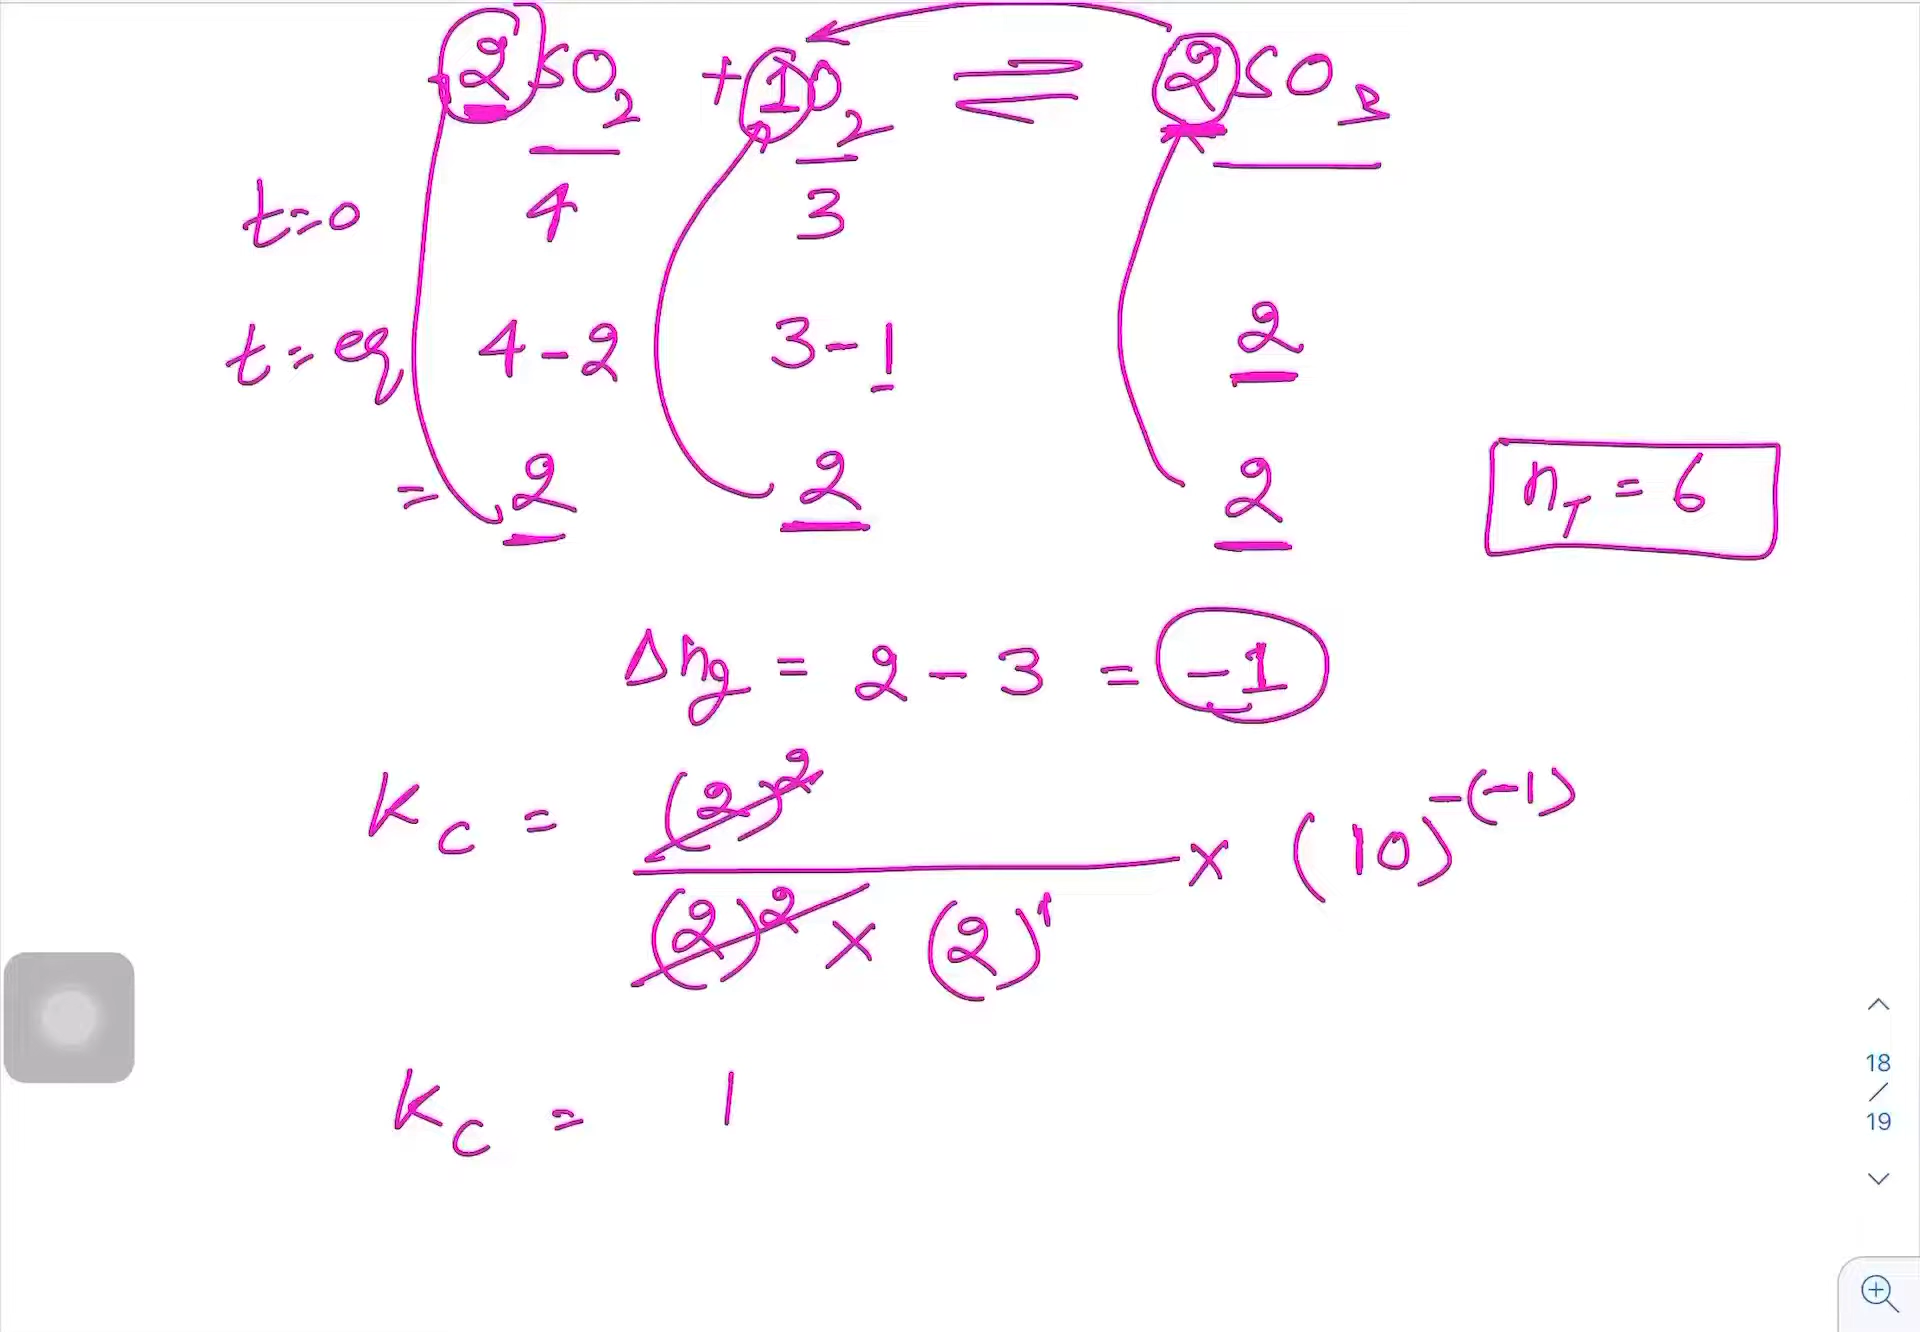 2SO₂ + 1O₂ ⇌ 2SO₃
t=0 4 3
t=eq 4-2 3-1 2
= 2 2 2
n_T = 6
Δng = 2 - 3 = -1
Kc = (2)² / (2)² × (2)¹ × (10)^-(-1)
Kc = 1
18
/
19